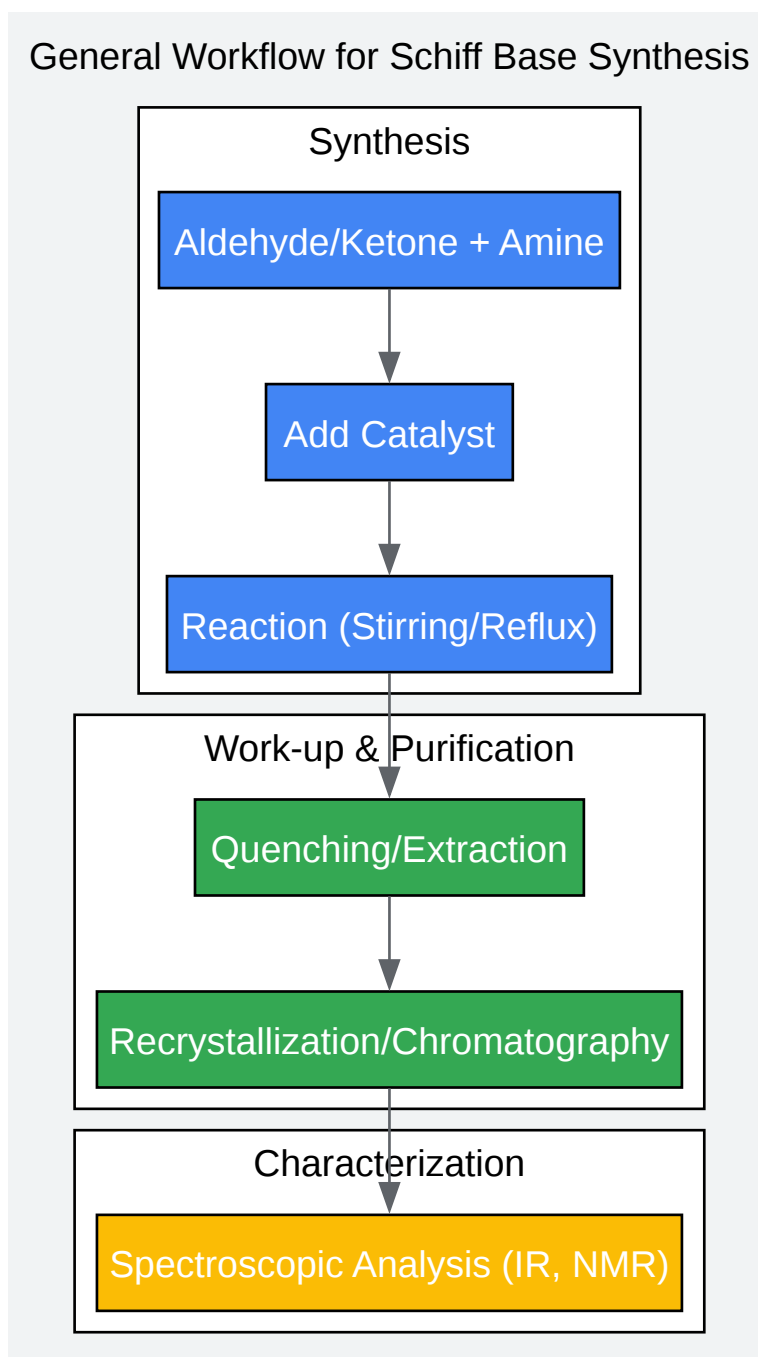 General Workflow for Schiff Base Synthesis
Synthesis
Aldehyde/Ketone + Amine
Add Catalyst
Reaction (Stirring/Reflux)
Work-up & Purification
Quenching/Extraction
Recrystallization/Chromatography
Characterization
Spectroscopic Analysis (IR, NMR)